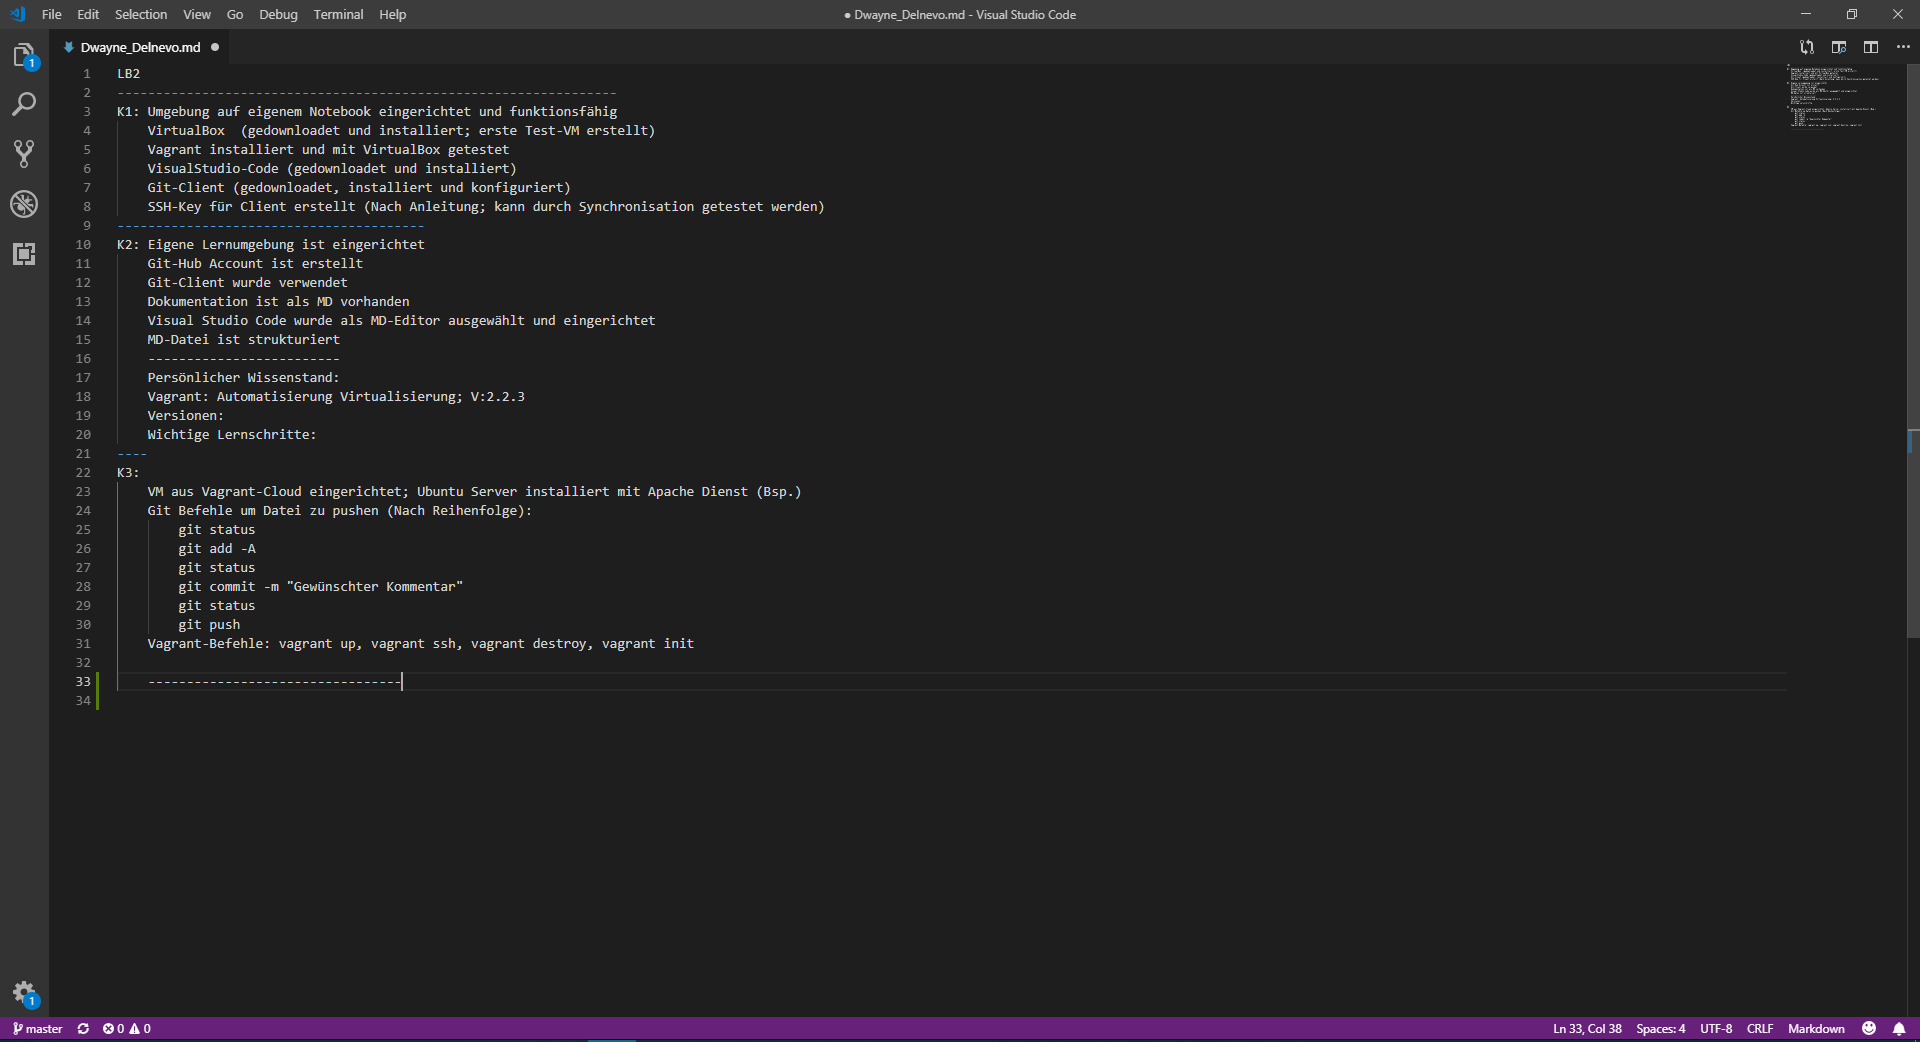 File Edit Selection View Go Debug Terminal Help
● Dwayne_Delnevo.md - Visual Studio Code
Dwayne_Delnevo.md ●
1
1 LB2
2 -----------------------------------------------------------------
3 K1: Umgebung auf eigenem Notebook eingerichtet und funktionsfähig
4 VirtualBox  (gedownloadet und installiert; erste Test-VM erstellt)
5 Vagrant installiert und mit VirtualBox getestet
6 VisualStudio-Code (gedownloadet und installiert)
7 Git-Client (gedownloadet, installiert und konfiguriert)
8 SSH-Key für Client erstellt (Nach Anleitung; kann durch Synchronisation getestet werden)
9 ----------------------------------------
10 K2: Eigene Lernumgebung ist eingerichtet
11 Git-Hub Account ist erstellt
12 Git-Client wurde verwendet
13 Dokumentation ist als MD vorhanden
14 Visual Studio Code wurde als MD-Editor ausgewählt und eingerichtet
15 MD-Datei ist strukturiert
16 -------------------------
17 Persönlicher Wissenstand:
18 Vagrant: Automatisierung Virtualisierung; V:2.2.3
19 Versionen:
20 Wichtige Lernschritte:
21 ----
22 K3:
23 VM aus Vagrant-Cloud eingerichtet; Ubuntu Server installiert mit Apache Dienst (Bsp.)
24 Git Befehle um Datei zu pushen (Nach Reihenfolge):
25 git status
26 git add -A
27 git status
28 git commit -m "Gewünschter Kommentar"
29 git status
30 git push
31 Vagrant-Befehle: vagrant up, vagrant ssh, vagrant destroy, vagrant init
32
33 ---------------------------------
34
1
master 0 0
Ln 33, Col 38 Spaces: 4 UTF-8 CRLF Markdown